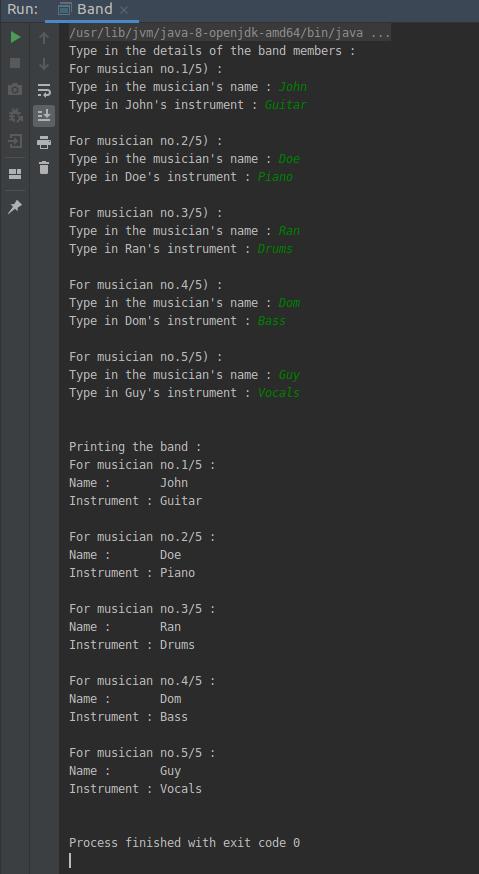 Run: Band ×
/usr/lib/jvm/java-8-openjdk-amd64/bin/java ...
Type in the details of the band members :
For musician no.1/5) :
Type in the musician's name : John
Type in John's instrument : Guitar

For musician no.2/5) :
Type in the musician's name : Doe
Type in Doe's instrument : Piano

For musician no.3/5) :
Type in the musician's name : Ran
Type in Ran's instrument : Drums

For musician no.4/5) :
Type in the musician's name : Dom
Type in Dom's instrument : Bass

For musician no.5/5) :
Type in the musician's name : Guy
Type in Guy's instrument : Vocals


Printing the band :
For musician no.1/5 :
Name :       John
Instrument : Guitar

For musician no.2/5 :
Name :       Doe
Instrument : Piano

For musician no.3/5 :
Name :       Ran
Instrument : Drums

For musician no.4/5 :
Name :       Dom
Instrument : Bass

For musician no.5/5 :
Name :       Guy
Instrument : Vocals


Process finished with exit code 0